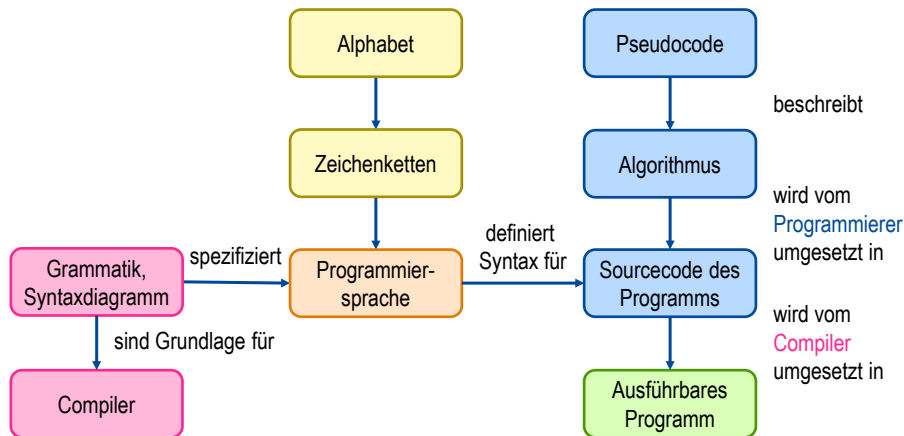 Alphabet
Pseudocode
beschreibt
Zeichenketten
Algorithmus
wird vom
Programmierer
umgesetzt in
Grammatik,
Syntaxdiagramm
spezifiziert
Programmier-
sprache
definiert
Syntax für
Sourcecode des
Programms
wird vom
Compiler
umgesetzt in
sind Grundlage für
Compiler
Ausführbares
Programm